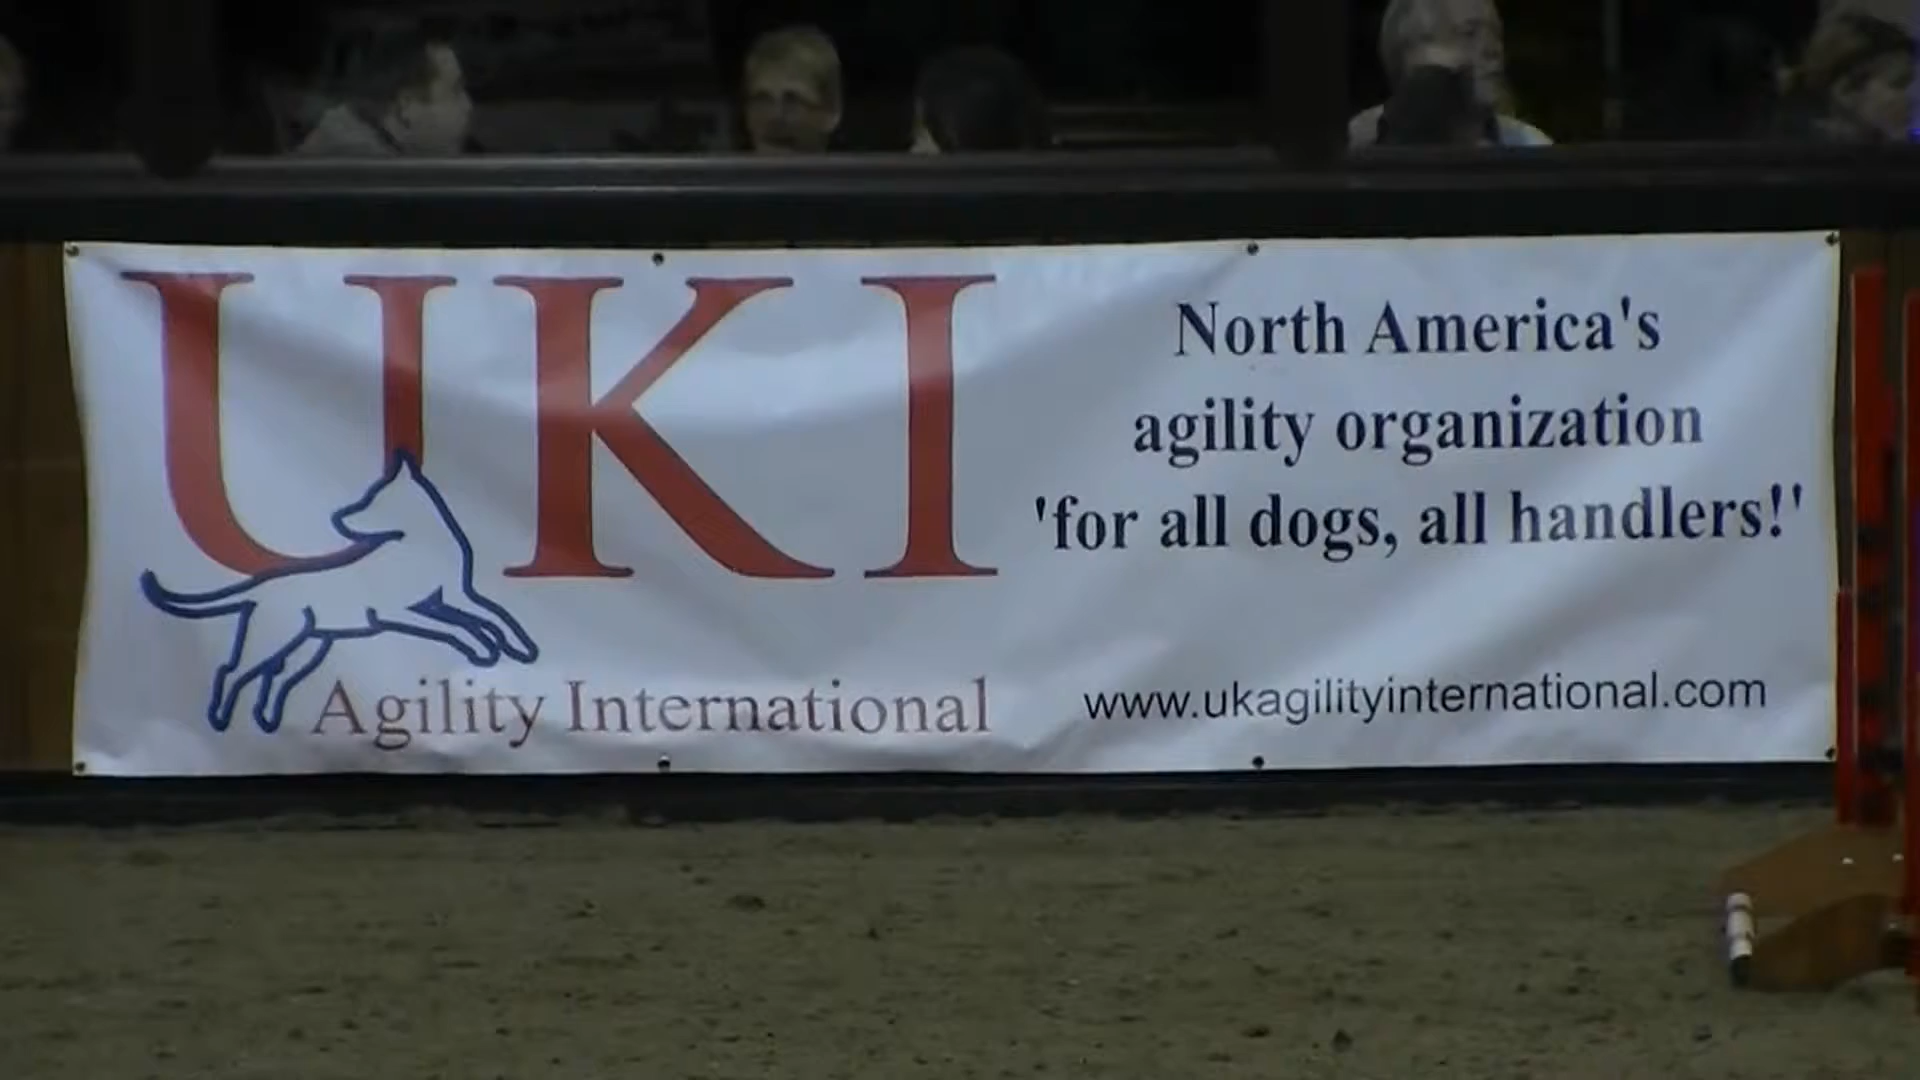 UKI
Agility International
North America's
agility organization
'for all dogs, all handlers!'
www.ukagilityinternational.com